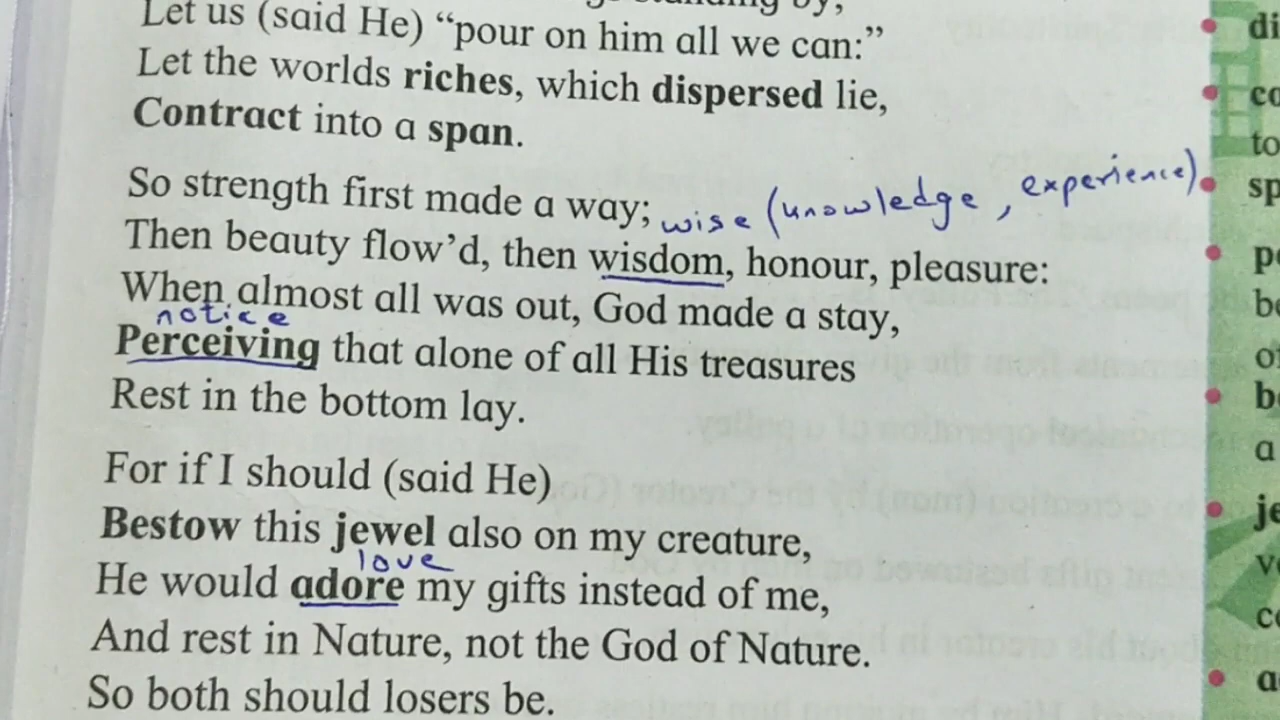 standing by,
Let us (said He) “pour on him all we can:”
Let the worlds riches, which dispersed lie,
Contract into a span.
So strength first made a way;
wise (knowledge, experience)
Then beauty flow’d, then wisdom, honour, pleasure:
When almost all was out, God made a stay,
notice
Perceiving that alone of all His treasures
Rest in the bottom lay.
For if I should (said He)
Bestow this jewel also on my creature,
love
He would adore my gifts instead of me,
And rest in Nature, not the God of Nature.
So both should losers be.
di
to
sp